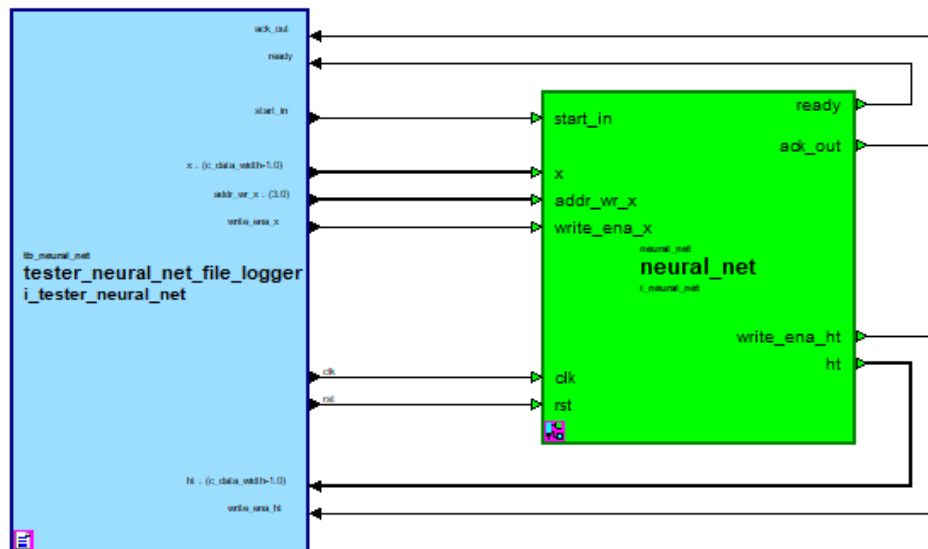 ack_out
ready
start_in
x : (c_data_width-1:0)
addr_wr_x : (3:0)
write_ena_x
tb_neural_net
tester_neural_net_file_logger
i_tester_neural_net
clk
rst
ht : (c_data_width-1:0)
write_ena_ht
start_in
x
addr_wr_x
write_ena_x
ready
ack_out
neural_net
neural_net
i_neural_net
write_ena_ht
ht
clk
rst